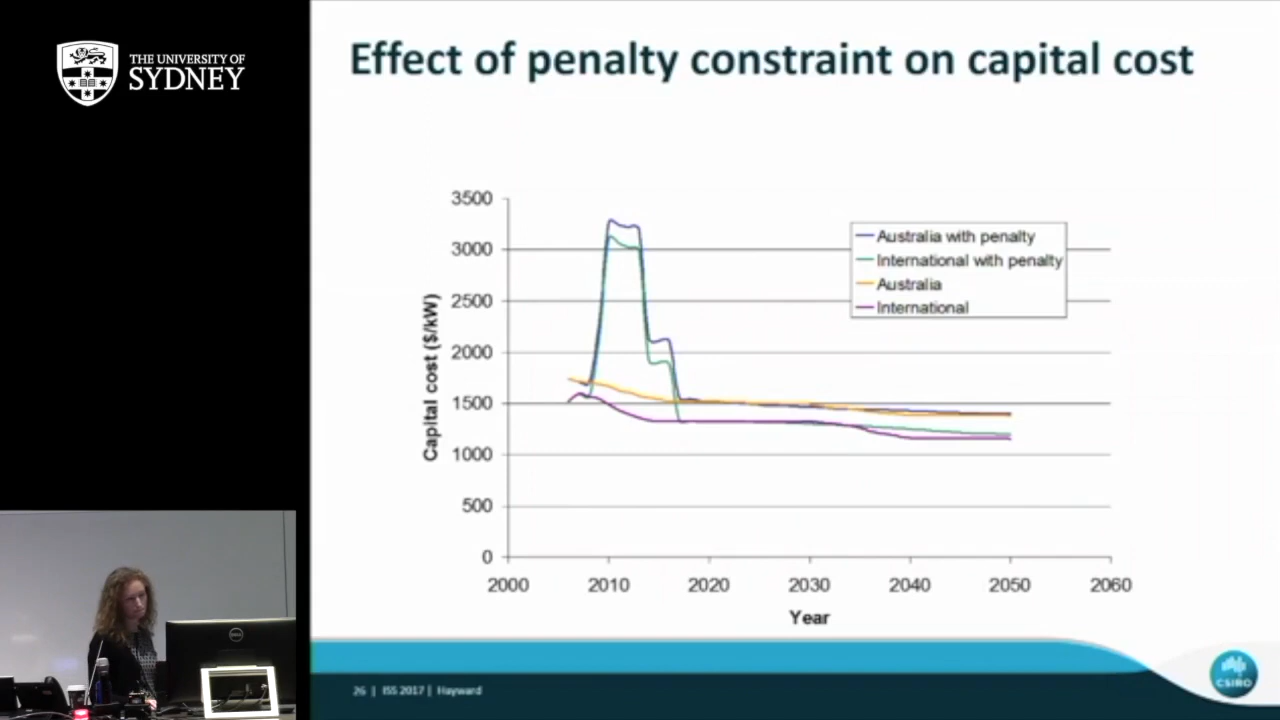 THE UNIVERSITY OF
SYDNEY
Effect of penalty constraint on capital cost
3500
3000
2500
2000
1500
1000
500
0
Capital cost ($/kW)
Australia with penalty
International with penalty
Australia
International
2000 2010 2020 2030 2040 2050 2060
Year
26 | ISS 2017 | Hayward
CSIRO
DELL